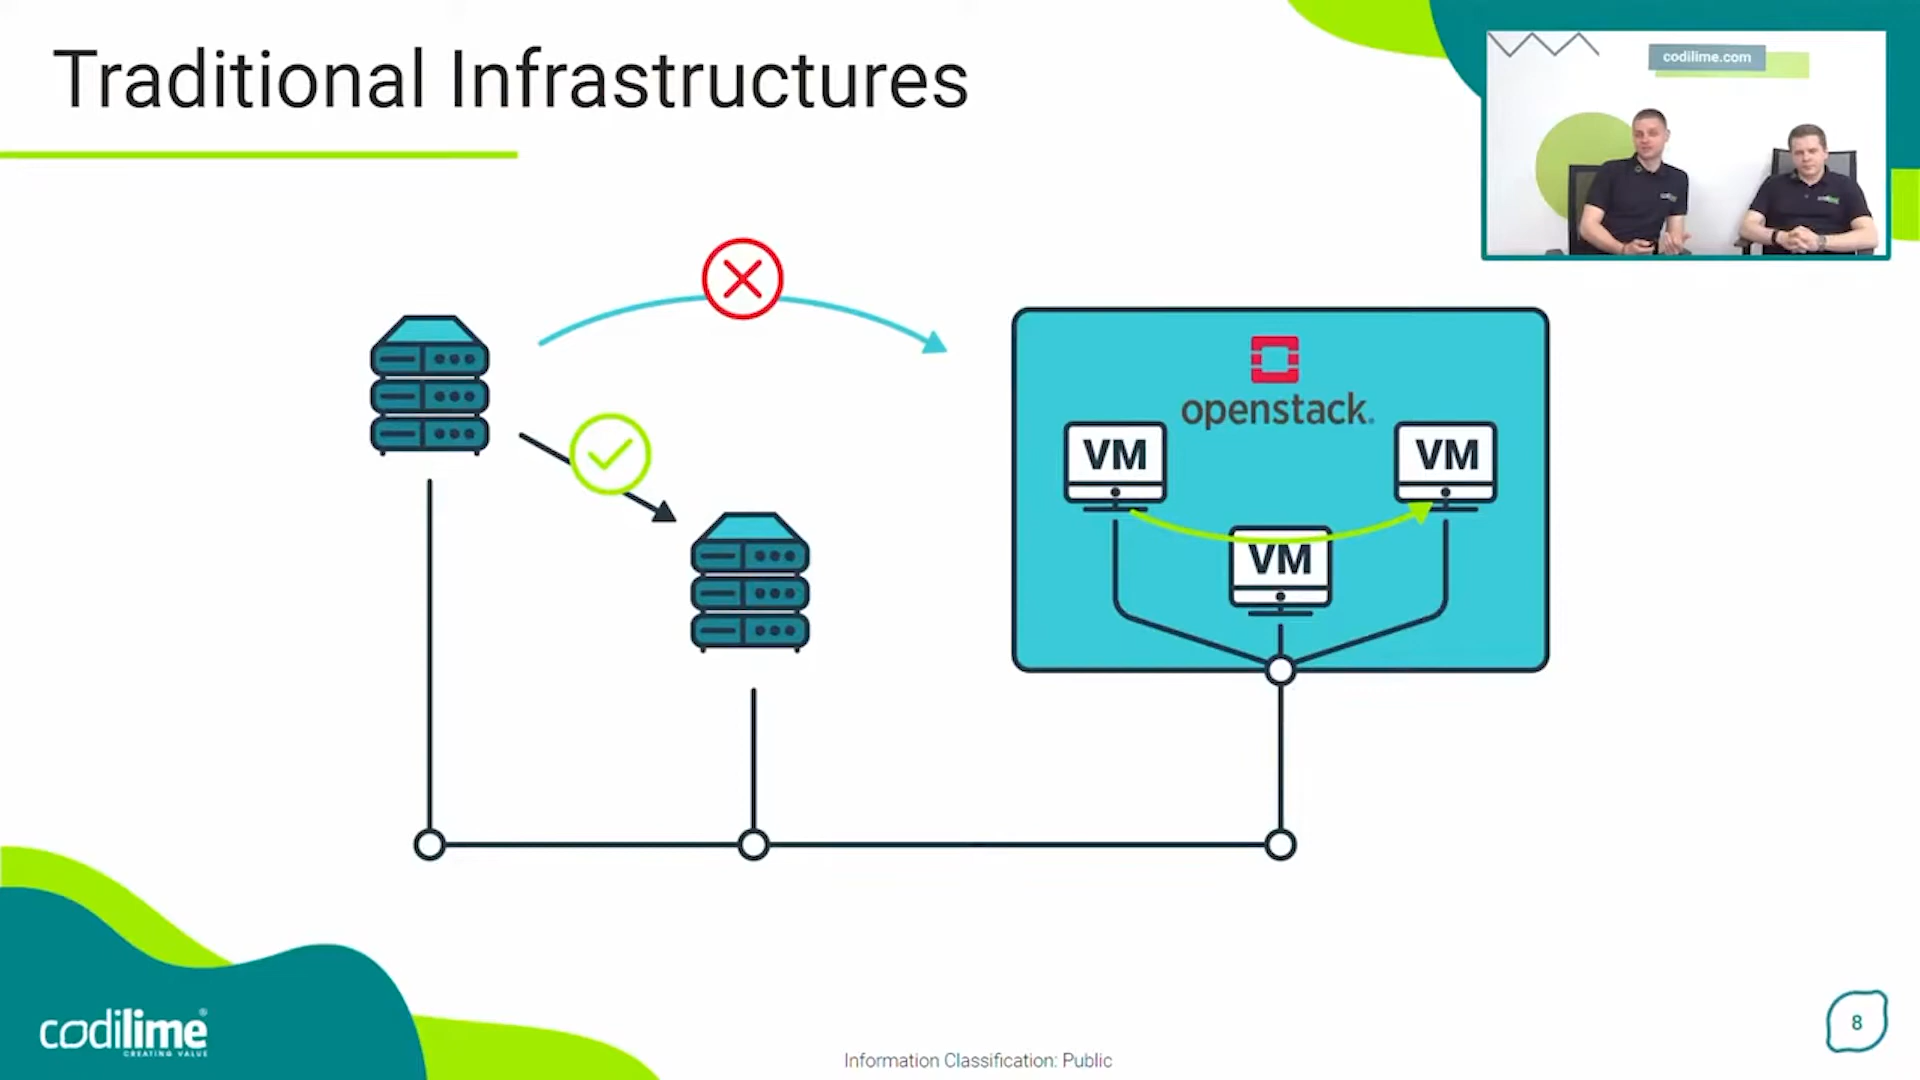 Traditional Infrastructures
codilime.com
openstack.
VM
VM
VM
codilime®
CREATING VALUE
Information Classification: Public
8